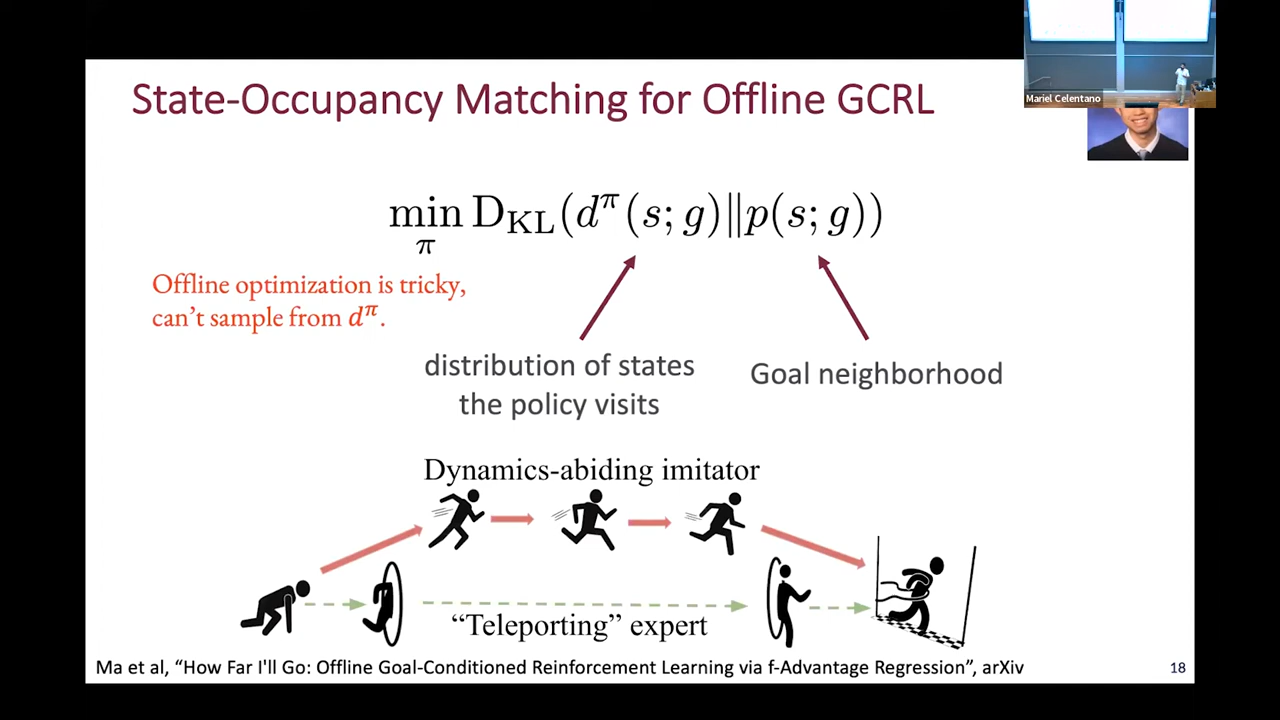 State-Occupancy Matching for Offline GCRL
Mariel Celentano
min D_KL(d^π(s; g)‖p(s; g))
π
Offline optimization is tricky,
can't sample from d^π.
distribution of states
the policy visits
Goal neighborhood
Dynamics-abiding imitator
“Teleporting” expert
Ma et al, “How Far I'll Go: Offline Goal-Conditioned Reinforcement Learning via f-Advantage Regression”, arXiv
18